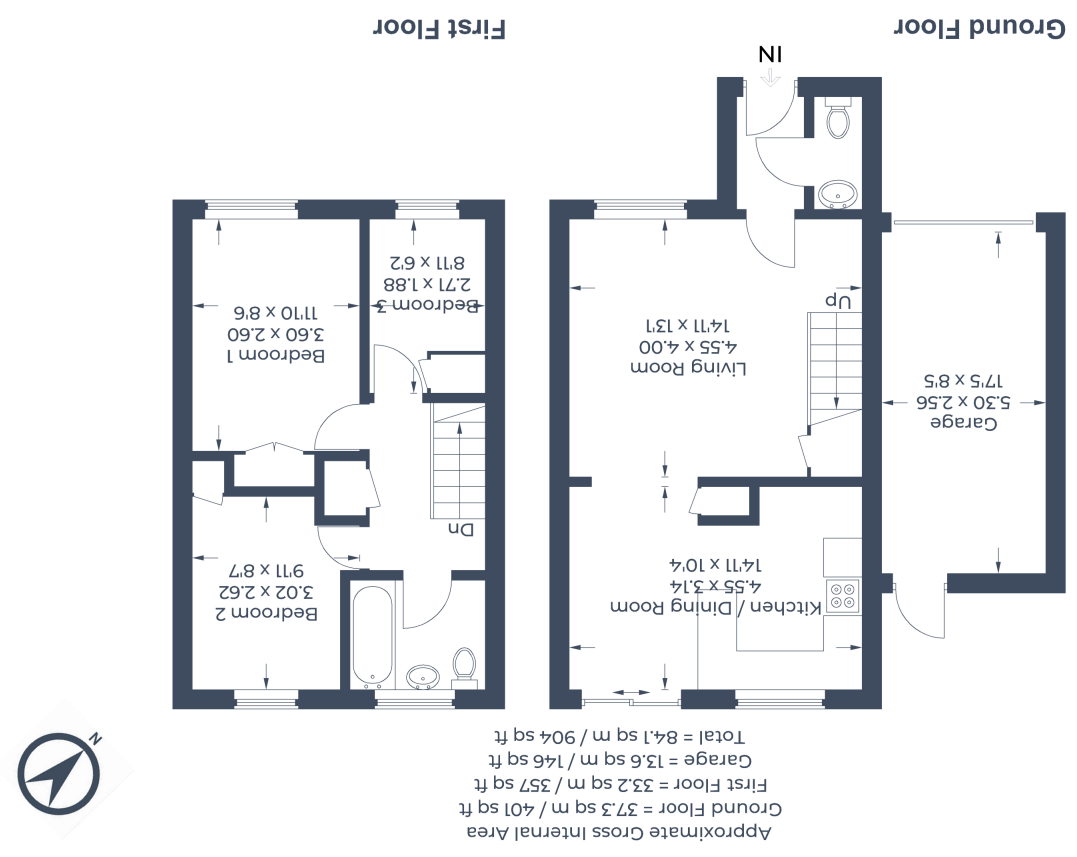 Approximate Gross Internal Area
Ground Floor = 37.3 sq m / 401 sq ft
First Floor = 33.2 sq m / 357 sq ft
Garage = 13.6 sq m / 146 sq ft
Total = 84.1 sq m / 904 sq ft
N
Kitchen / Dining Room
4.55 x 3.14
14'11 x 10'4
Living Room
4.55 x 4.00
14'11 x 13'1
Up
Garage
5.30 x 2.56
17'5 x 8'5
IN
Ground Floor
Bedroom 2
3.02 x 2.62
9'11 x 8'7
Dn
Bedroom 1
3.60 x 2.60
11'10 x 8'6
Bedroom 3
2.71 x 1.88
8'11 x 6'2
First Floor